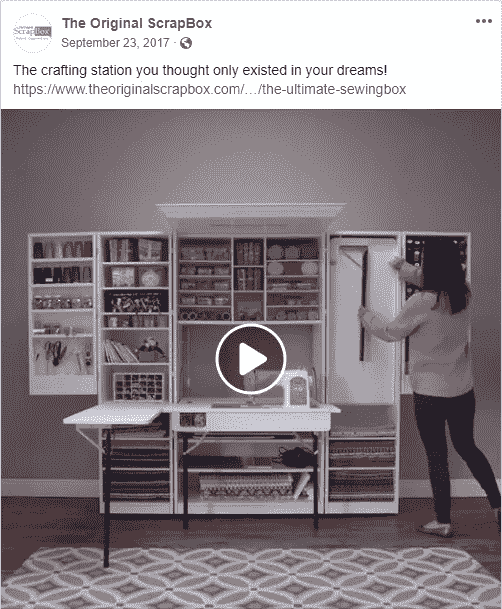 The Original ScrapBox
September 23, 2017 ·
The crafting station you thought only existed in your dreams!
https://www.theoriginalscrapbox.com/…/the-ultimate-sewingbox
ScrapBox